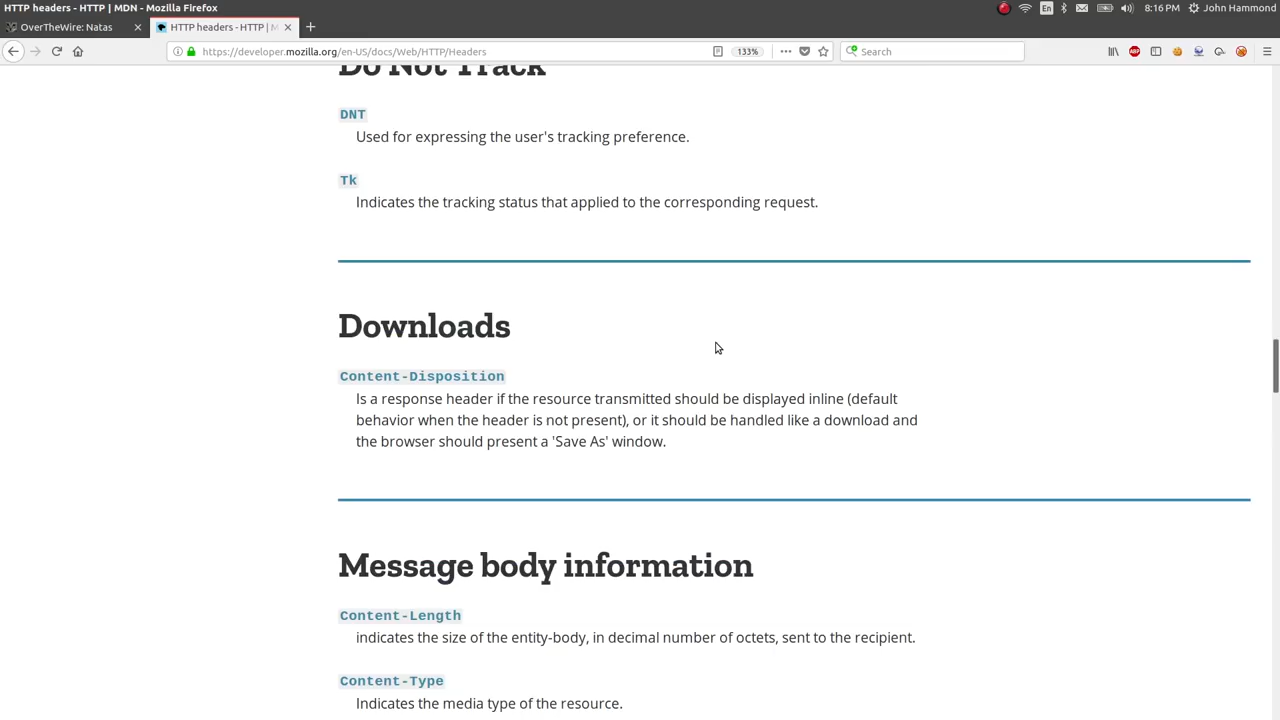 HTTP headers - HTTP | MDN - Mozilla Firefox
En
8:16 PM
John Hammond
OverTheWire: Natas
HTTP headers - HTTP | M
https://developer.mozilla.org/en-US/docs/Web/HTTP/Headers
133%
Search
ABP
Do Not Track
DNT
Used for expressing the user's tracking preference.
Tk
Indicates the tracking status that applied to the corresponding request.
Downloads
Content-Disposition
Is a response header if the resource transmitted should be displayed inline (default
behavior when the header is not present), or it should be handled like a download and
the browser should present a 'Save As' window.
Message body information
Content-Length
indicates the size of the entity-body, in decimal number of octets, sent to the recipient.
Content-Type
Indicates the media type of the resource.